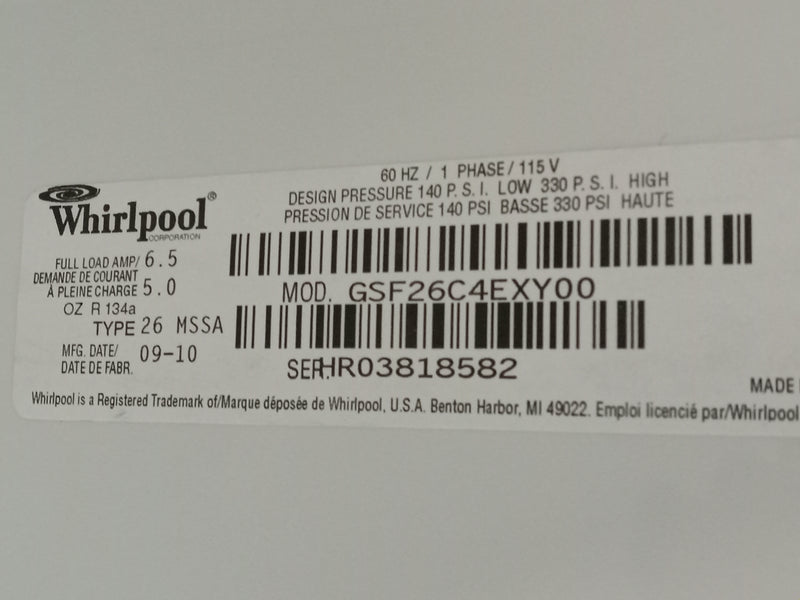 60 HZ / 1 PHASE / 115 V
DESIGN PRESSURE 140 P. S. I. LOW 330 P. S. I. HIGH
PRESSION DE SERVICE 140 PSI BASSE 330 PSI HAUTE
Whirlpool®
CORPORATION
FULL LOAD AMP/ 6.5
DEMANDE DE COURANT
À PLEINE CHARGE 5.0
OZ R 134a
TYPE 26 MSSA
MFG. DATE/ 09-10
DATE DE FABR.
MOD. GSF26C4EXY00
SER. HR03818582
MADE
Whirlpool is a Registered Trademark of/Marque déposée de Whirlpool, U.S.A. Benton Harbor, MI 49022. Emploi licencié par/Whirlpool